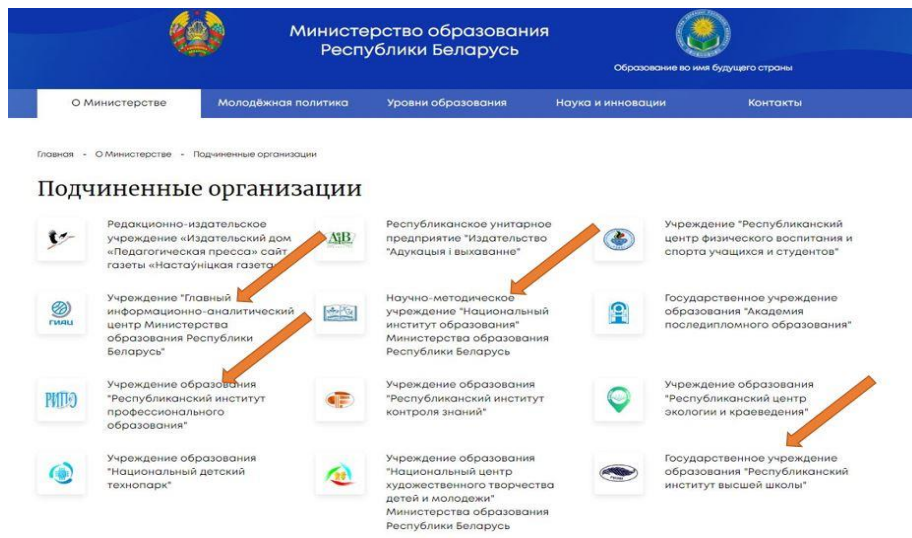 Министерство образования
Республики Беларусь
Образование во имя будущего страны
О Министерстве
Молодёжная политика
Уровни образования
Наука и инновации
Контакты
Главная - О Министерстве - Подчиненные организации
Подчиненные организации
Редакционно-издательское
учреждение «Издательский дом
«Педагогическая пресса» сайт
газеты «Настаўніцкая газета»
АіВ
Республиканское унитарное
предприятие "Издательство
"Адукацыя і выхаванне"
Учреждение "Республиканский
центр физического воспитания и
спорта учащихся и студентов"
ГИАЦ
Учреждение "Главный
информационно-аналитический
центр Министерства
образования Республики
Беларусь"
Научно-методическое
учреждение "Национальный
институт образования"
Министерства образования
Республики Беларусь
Государственное учреждение
образования "Академия
последипломного образования"
РИПО
Учреждение образования
"Республиканский институт
профессионального
образования"
Учреждение образования
"Республиканский институт
контроля знаний"
Учреждение образования
"Республиканский центр
экологии и краеведения"
Учреждение образования
"Национальный детский
технопарк"
Учреждение образования
"Национальный центр
художественного творчества
детей и молодежи"
Министерства образования
Республики Беларусь
Государственное учреждение
образования "Республиканский
институт высшей школы"